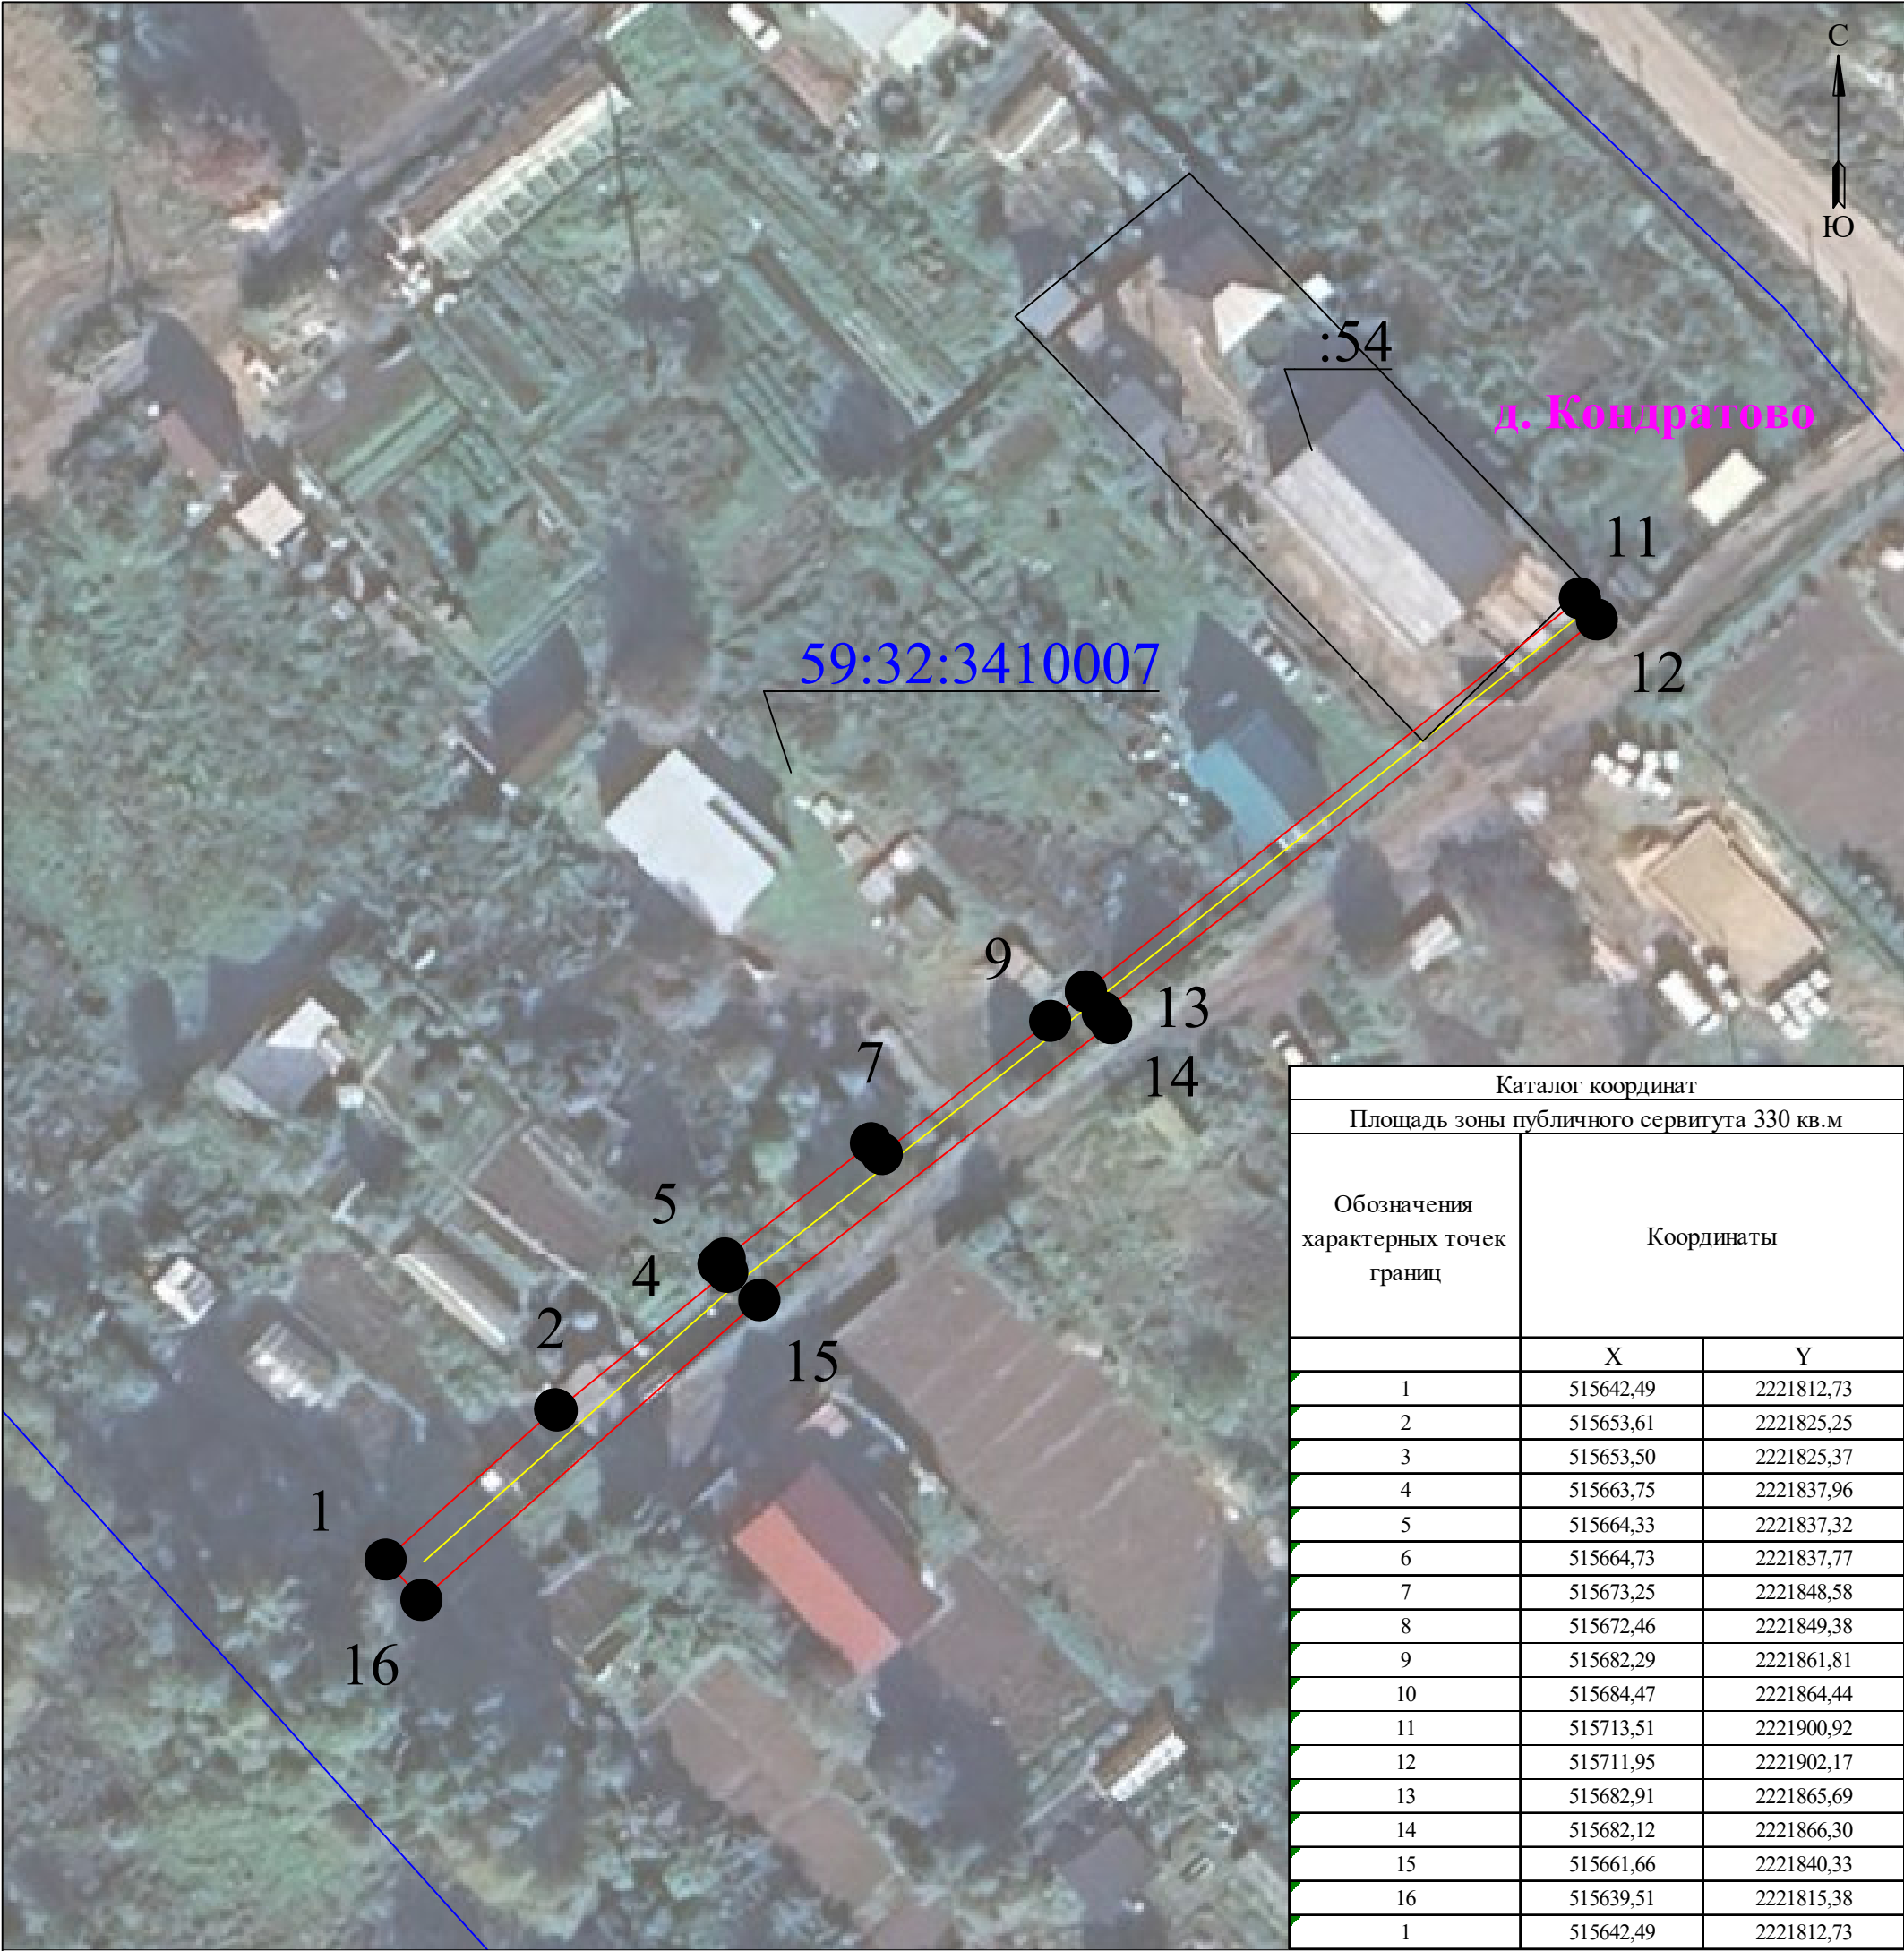 С
Ю
:54
д. Кондратово
11
59:32:3410007
12
9
13
7
14
5
4
2
15
1
16
Каталог координат
Площадь зоны публичного сервитута 330 кв.м
Обозначения характерных точек границ Координаты
X Y
1 515642,49 2221812,73
2 515653,61 2221825,25
3 515653,50 2221825,37
4 515663,75 2221837,96
5 515664,33 2221837,32
6 515664,73 2221837,77
7 515673,25 2221848,58
8 515672,46 2221849,38
9 515682,29 2221861,81
10 515684,47 2221864,44
11 515713,51 2221900,92
12 515711,95 2221902,17
13 515682,91 2221865,69
14 515682,12 2221866,30
15 515661,66 2221840,33
16 515639,51 2221815,38
1 515642,49 2221812,73